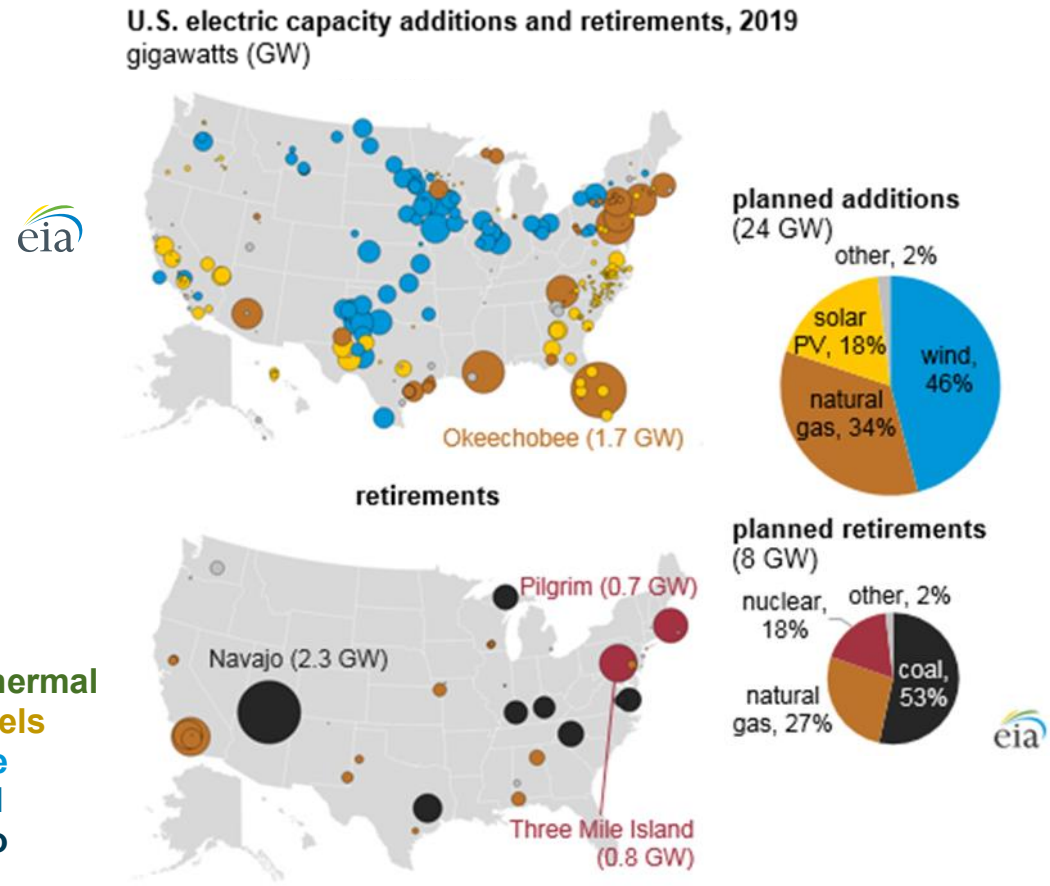 U.S. electric capacity additions and retirements, 2019
gigawatts (GW)
eia
planned additions
(24 GW)
other, 2%
solar
PV, 18%
wind,
46%
natural
gas, 34%
Okeechobee (1.7 GW)
retirements
planned retirements
(8 GW)
Pilgrim (0.7 GW)
nuclear,
18%
other, 2%
Navajo (2.3 GW)
coal,
53%
natural
gas, 27%
eia
Three Mile Island
(0.8 GW)
hermal
els
e
l
o